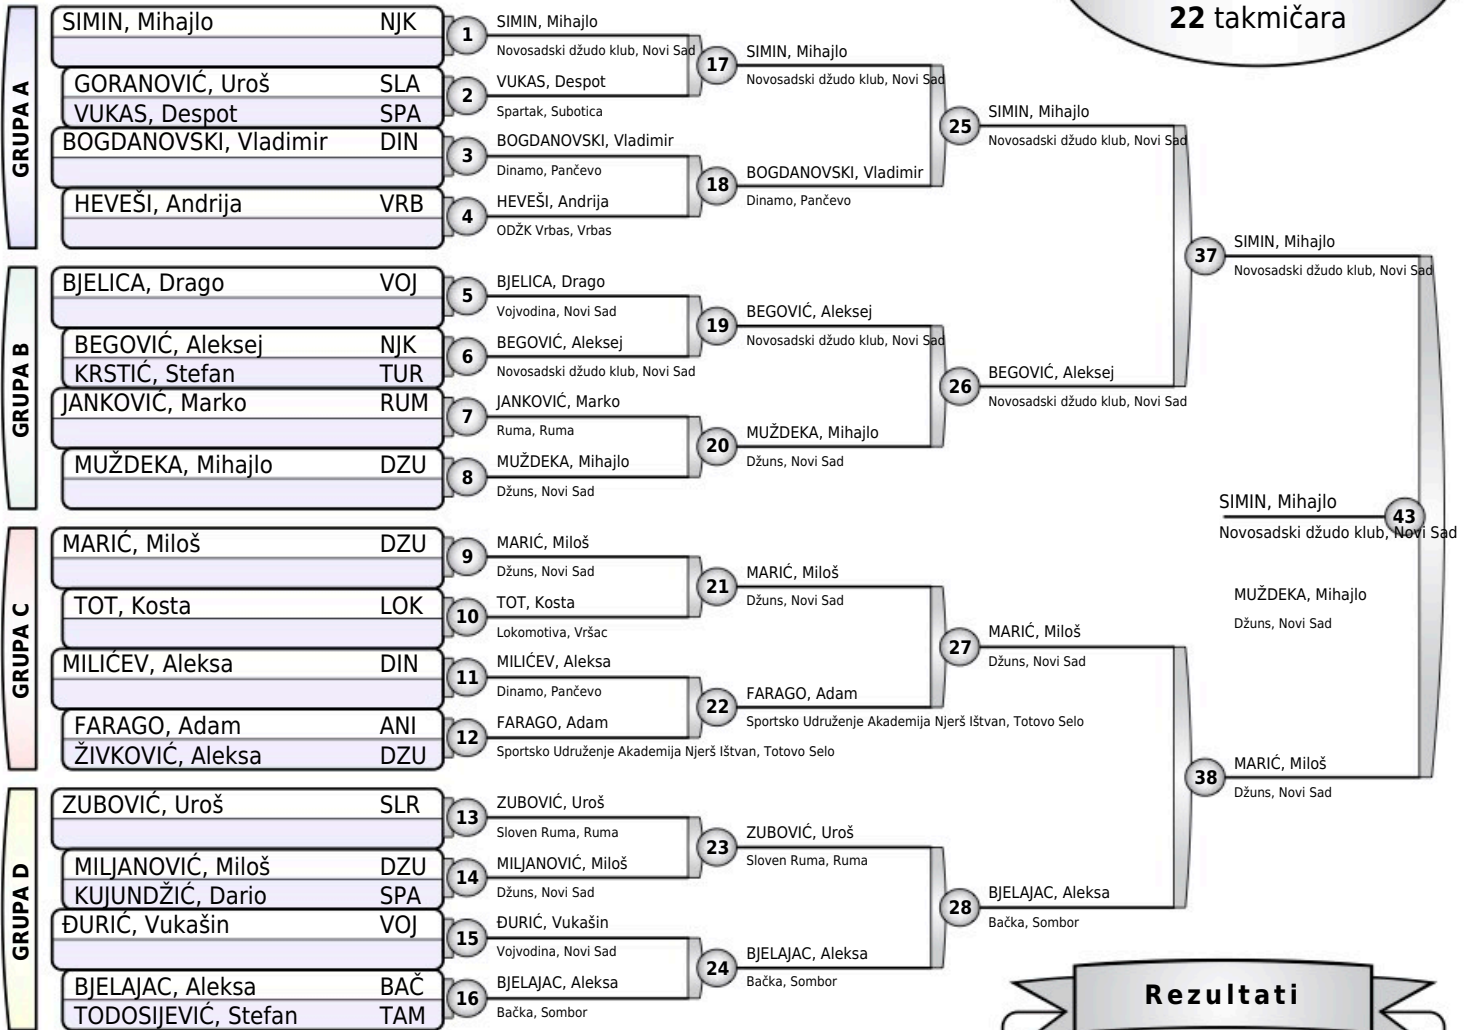 22 takmičara
GRUPA A
SIMIN, Mihajlo NJK
GORANOVIĆ, Uroš SLA
VUKAS, Despot SPA
BOGDANOVSKI, Vladimir DIN
HEVEŠI, Andrija VRB
GRUPA B
BJELICA, Drago VOJ
BEGOVIĆ, Aleksej NJK
KRSTIĆ, Stefan TUR
JANKOVIĆ, Marko RUM
MUŽDEKA, Mihajlo DZU
GRUPA C
MARIĆ, Miloš DZU
TOT, Kosta LOK
MILIĆEV, Aleksa DIN
FARAGO, Adam ANI
ŽIVKOVIĆ, Aleksa DZU
GRUPA D
ZUBOVIĆ, Uroš SLR
MILJANOVIĆ, Miloš DZU
KUJUNDŽIĆ, Dario SPA
ĐURIĆ, Vukašin VOJ
BJELAJAC, Aleksa BAČ
TODOSIJEVIĆ, Stefan TAM
1
SIMIN, Mihajlo
Novosadski džudo klub, Novi Sad
2
VUKAS, Despot
Spartak, Subotica
3
BOGDANOVSKI, Vladimir
Dinamo, Pančevo
4
HEVEŠI, Andrija
ODŽK Vrbas, Vrbas
5
BJELICA, Drago
Vojvodina, Novi Sad
6
BEGOVIĆ, Aleksej
Novosadski džudo klub, Novi Sad
7
JANKOVIĆ, Marko
Ruma, Ruma
8
MUŽDEKA, Mihajlo
Džuns, Novi Sad
9
MARIĆ, Miloš
Džuns, Novi Sad
10
TOT, Kosta
Lokomotiva, Vršac
11
MILIĆEV, Aleksa
Dinamo, Pančevo
12
FARAGO, Adam
Sportsko Udruženje Akademija Njerš Ištvan, Totovo Selo
13
ZUBOVIĆ, Uroš
Sloven Ruma, Ruma
14
MILJANOVIĆ, Miloš
Džuns, Novi Sad
15
ĐURIĆ, Vukašin
Vojvodina, Novi Sad
16
BJELAJAC, Aleksa
Bačka, Sombor
17
SIMIN, Mihajlo
Novosadski džudo klub, Novi Sad
18
BOGDANOVSKI, Vladimir
Dinamo, Pančevo
19
BEGOVIĆ, Aleksej
Novosadski džudo klub, Novi Sad
20
MUŽDEKA, Mihajlo
Džuns, Novi Sad
21
MARIĆ, Miloš
Džuns, Novi Sad
22
FARAGO, Adam
Sportsko Udruženje Akademija Njerš Ištvan, Totovo Selo
23
ZUBOVIĆ, Uroš
Sloven Ruma, Ruma
24
BJELAJAC, Aleksa
Bačka, Sombor
25
SIMIN, Mihajlo
Novosadski džudo klub, Novi Sad
26
BEGOVIĆ, Aleksej
Novosadski džudo klub, Novi Sad
27
MARIĆ, Miloš
Džuns, Novi Sad
28
BJELAJAC, Aleksa
Bačka, Sombor
37
SIMIN, Mihajlo
Novosadski džudo klub, Novi Sad
SIMIN, Mihajlo
43
Novosadski džudo klub, Novi Sad
MUŽDEKA, Mihajlo
Džuns, Novi Sad
38
MARIĆ, Miloš
Džuns, Novi Sad
Rezultati